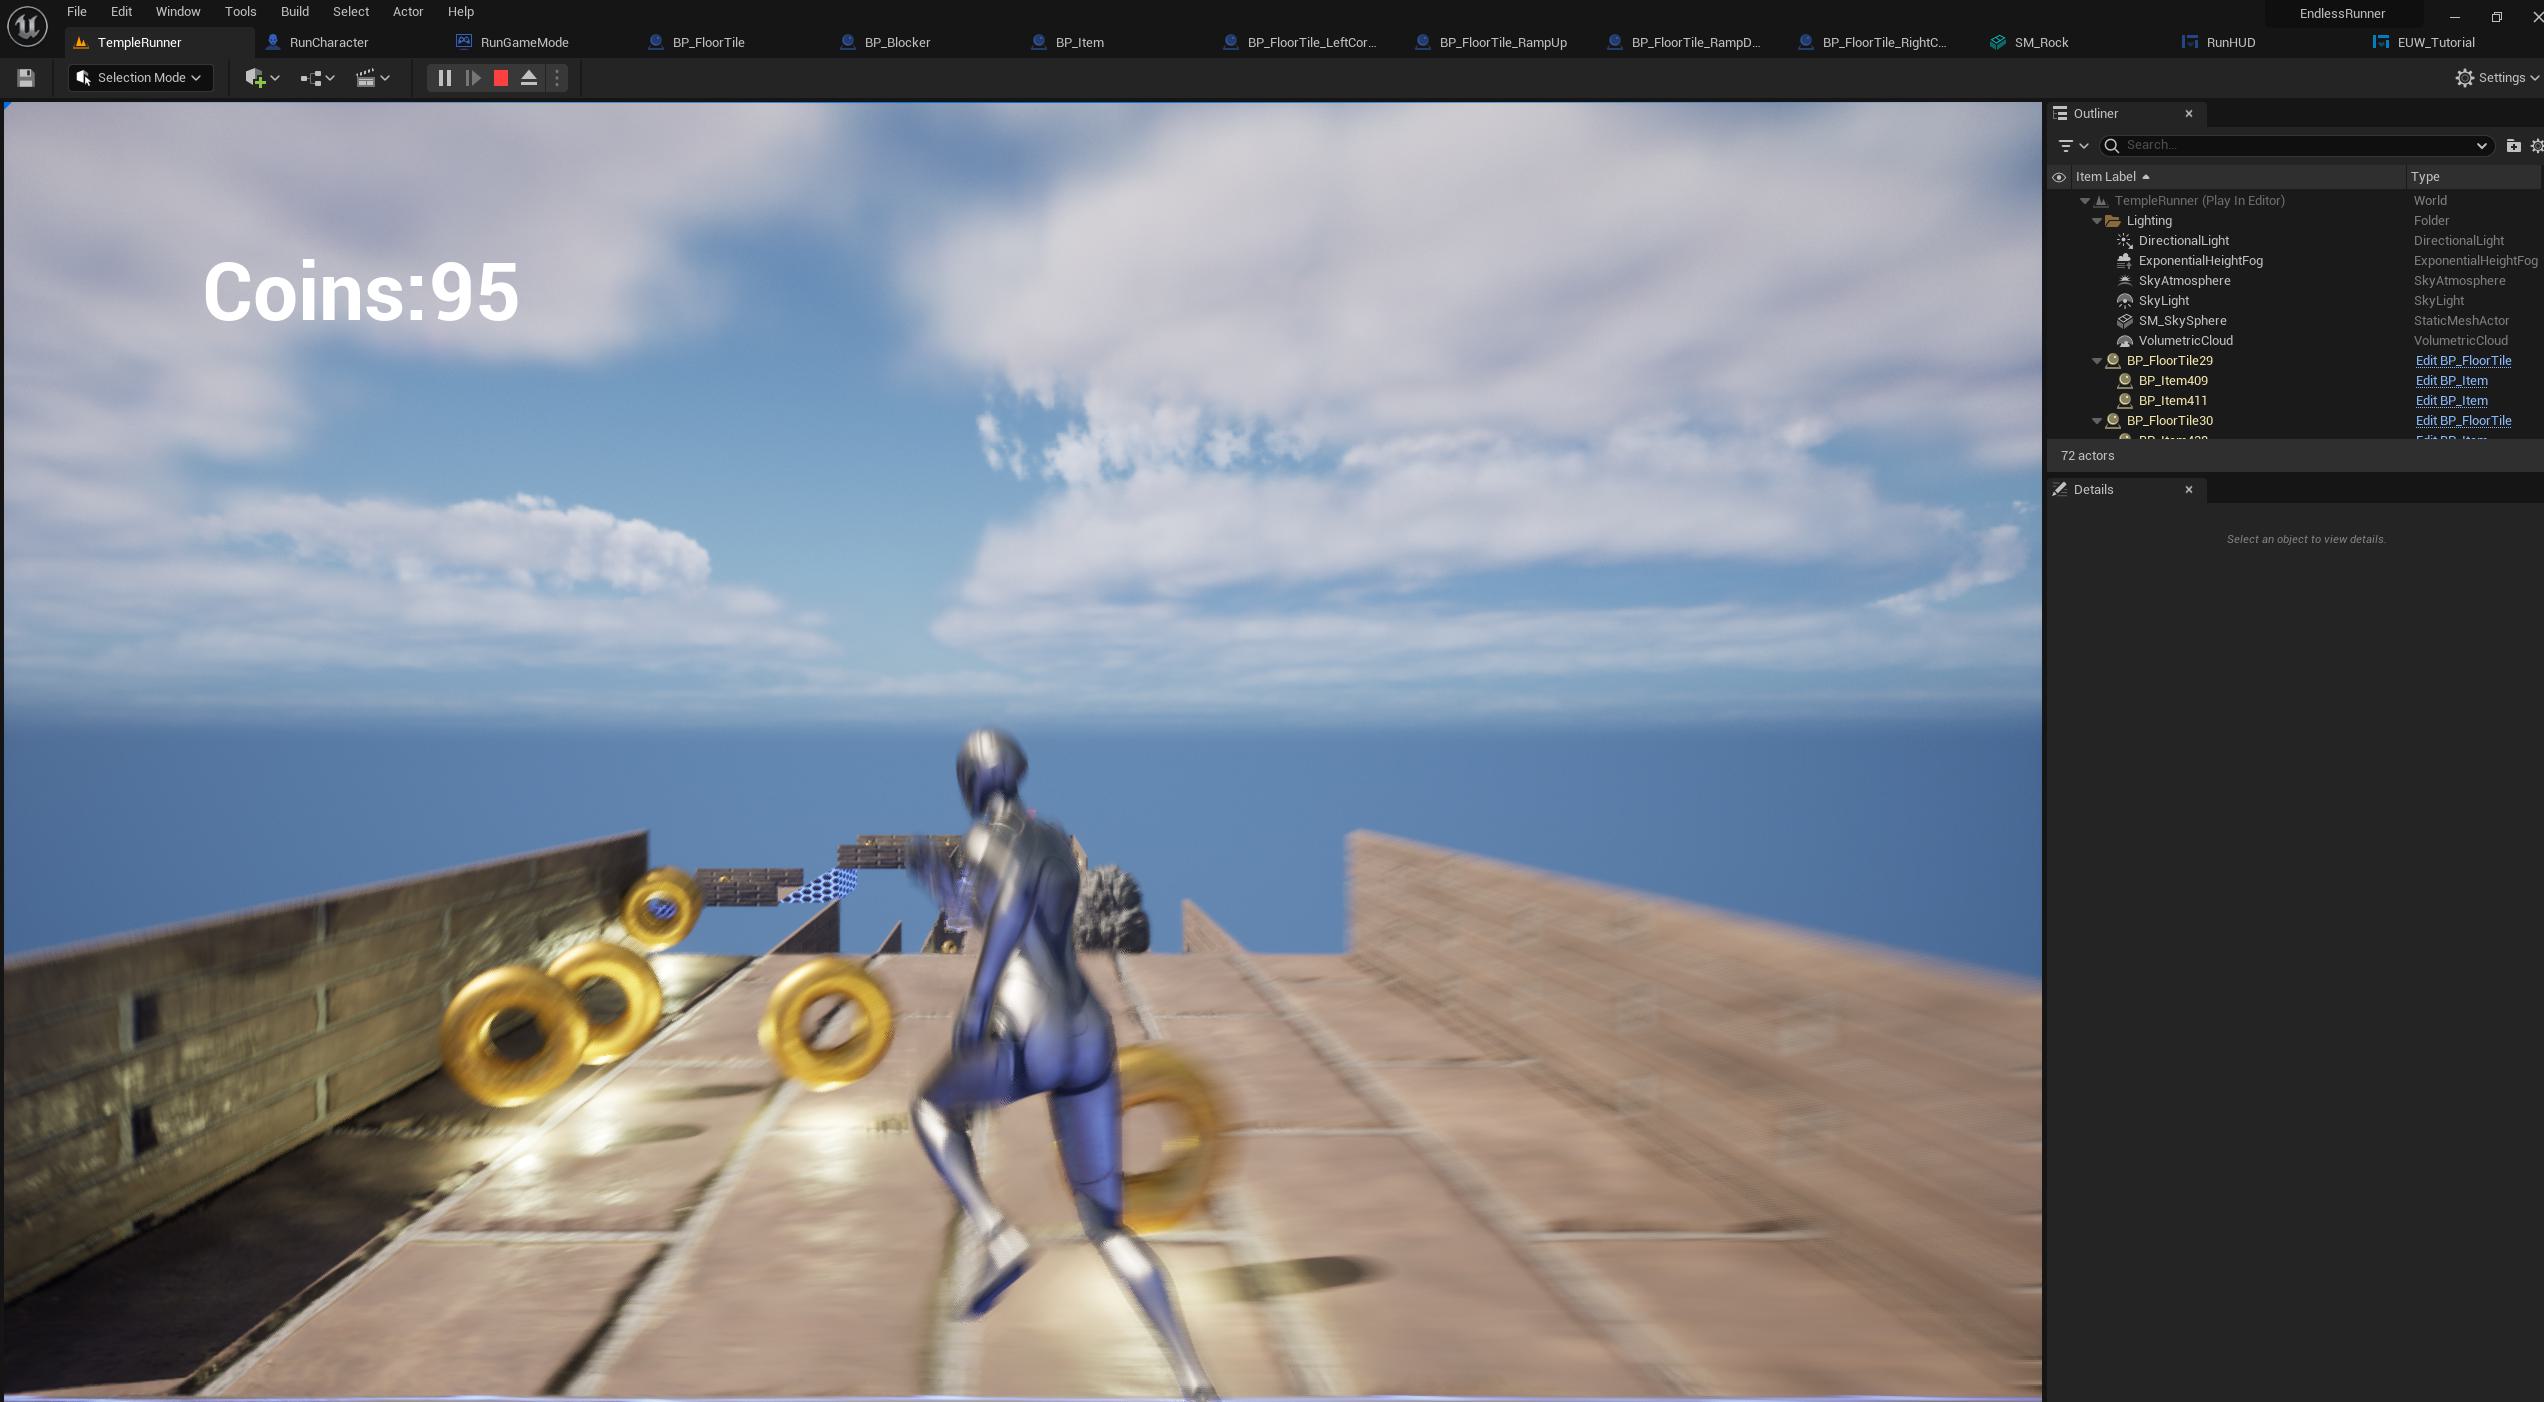 File Edit Window Tools Build Select Actor Help
EndlessRunner
TempleRunner RunCharacter RunGameMode BP_FloorTile BP_Blocker BP_Item BP_FloorTile_LeftCor... BP_FloorTile_RampUp BP_FloorTile_RampD... BP_FloorTile_RightC... SM_Rock RunHUD EUW_Tutorial
Selection Mode
Settings
Coins:95
Outliner
Search...
Item Label Type
TempleRunner (Play In Editor) World
Lighting Folder
DirectionalLight DirectionalLight
ExponentialHeightFog ExponentialHeightFog
SkyAtmosphere SkyAtmosphere
SkyLight SkyLight
SM_SkySphere StaticMeshActor
VolumetricCloud VolumetricCloud
BP_FloorTile29 Edit BP_FloorTile
BP_Item409 Edit BP_Item
BP_Item411 Edit BP_Item
BP_FloorTile30 Edit BP_FloorTile
72 actors
Details
Select an object to view details.